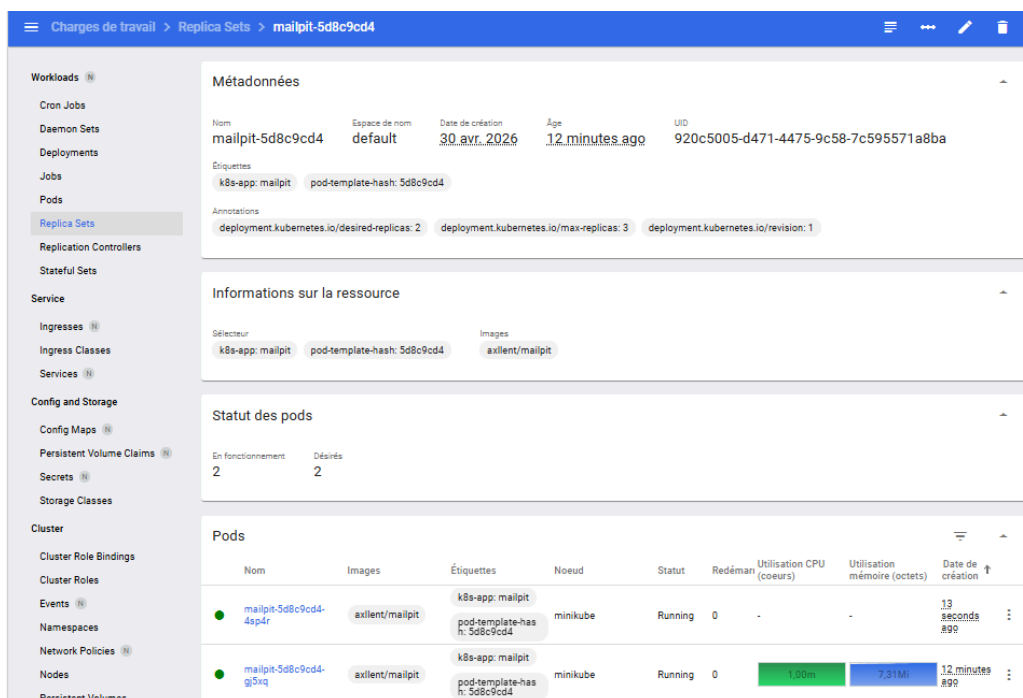 Charges de travail > Replica Sets > mailpit-5d8c9cd4
Workloads N
Cron Jobs
Daemon Sets
Deployments
Jobs
Pods
Replica Sets
Replication Controllers
Stateful Sets
Service
Ingresses N
Ingress Classes
Services N
Config and Storage
Config Maps N
Persistent Volume Claims N
Secrets N
Storage Classes
Cluster
Cluster Role Bindings
Cluster Roles
Events N
Namespaces
Network Policies N
Nodes
Persistent Volumes
Métadonnées
Nom Espace de nom Date de création Âge UID
mailpit-5d8c9cd4 default 30 avr. 2026 12 minutes ago 920c5005-d471-4475-9c58-7c595571a8ba
Étiquettes
k8s-app: mailpit pod-template-hash: 5d8c9cd4
Annotations
deployment.kubernetes.io/desired-replicas: 2 deployment.kubernetes.io/max-replicas: 3 deployment.kubernetes.io/revision: 1
Informations sur la ressource
Sélecteur Images
k8s-app: mailpit pod-template-hash: 5d8c9cd4 axllent/mailpit
Statut des pods
En fonctionnement Désirés
2 2
Pods
Nom Images Étiquettes Noeud Statut Redémar Utilisation CPU (coeurs) Utilisation mémoire (octets) Date de création
mailpit-5d8c9cd4-
4sp4r
axllent/mailpit
k8s-app: mailpit
pod-template-has
h: 5d8c9cd4
minikube Running 0 - -
13
seconds
ago
mailpit-5d8c9cd4-
gj5xq
axllent/mailpit
k8s-app: mailpit
pod-template-has
h: 5d8c9cd4
minikube Running 0 1,00m 7,31Mi
12 minutes
ago